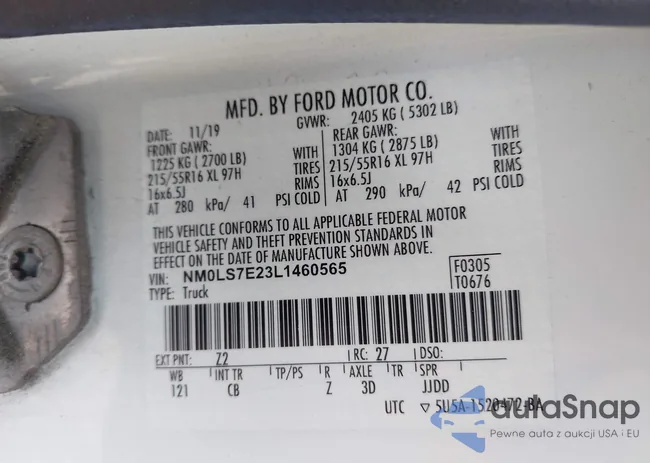 MFD. BY FORD MOTOR CO.
DATE: 11/19 GVWR: 2405 KG (5302 LB)
FRONT GAWR: WITH REAR GAWR: WITH
1225 KG (2700 LB) TIRES 1304 KG (2875 LB) TIRES
215/55R16 XL 97H RIMS 215/55R16 XL 97H RIMS
16x6.5J 16x6.5J
AT 280 kPa/ 41 PSI COLD AT 290 kPa/ 42 PSI COLD
THIS VEHICLE CONFORMS TO ALL APPLICABLE FEDERAL MOTOR
VEHICLE SAFETY AND THEFT PREVENTION STANDARDS IN
EFFECT ON THE DATE OF MANUFACTURE SHOWN ABOVE.
VIN: NM0LS7E23L1460565 F0305
TYPE: Truck T0676
EXT PNT: Z2 RC: 27 DSO:
WB INT TR TP/PS R AXLE TR SPR
121 CB Z 3D JJDD
UTC ▽ 5U5A-1520472-BA
autaSnap
Pewne auta z aukcji USA i EU